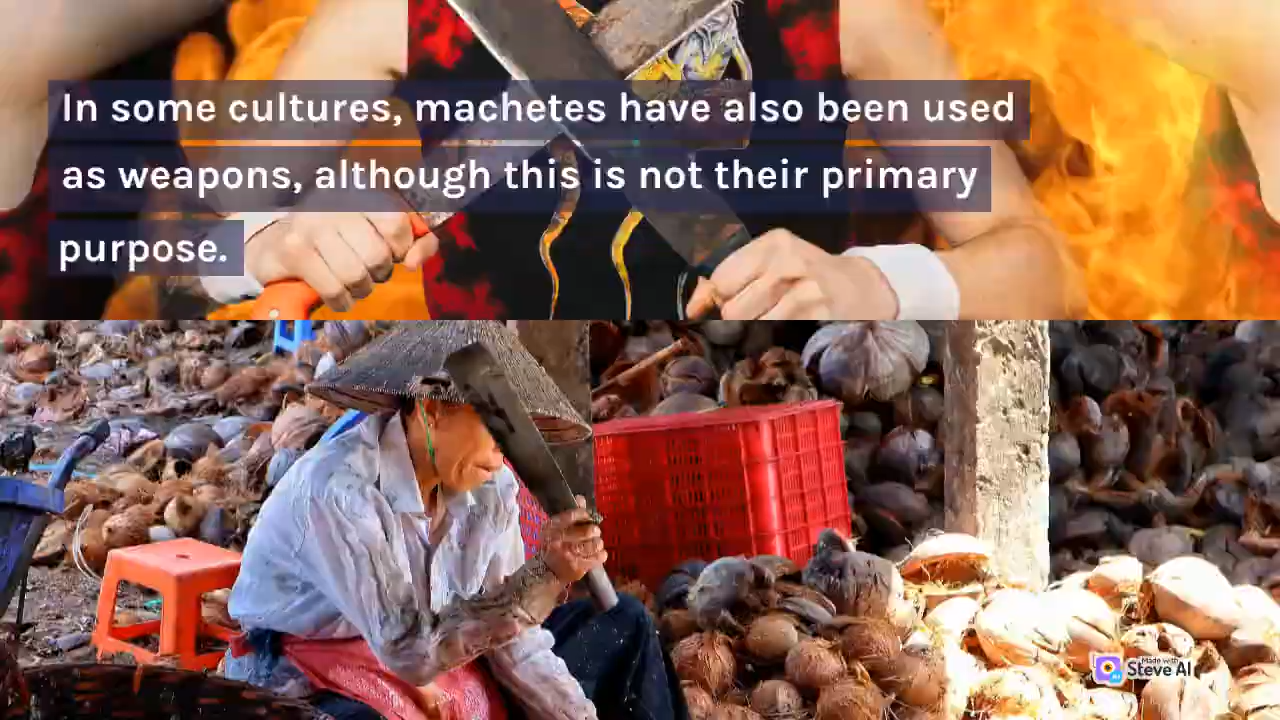 In some cultures, machetes have also been used
as weapons, although this is not their primary
purpose.
Made with
Steve AI